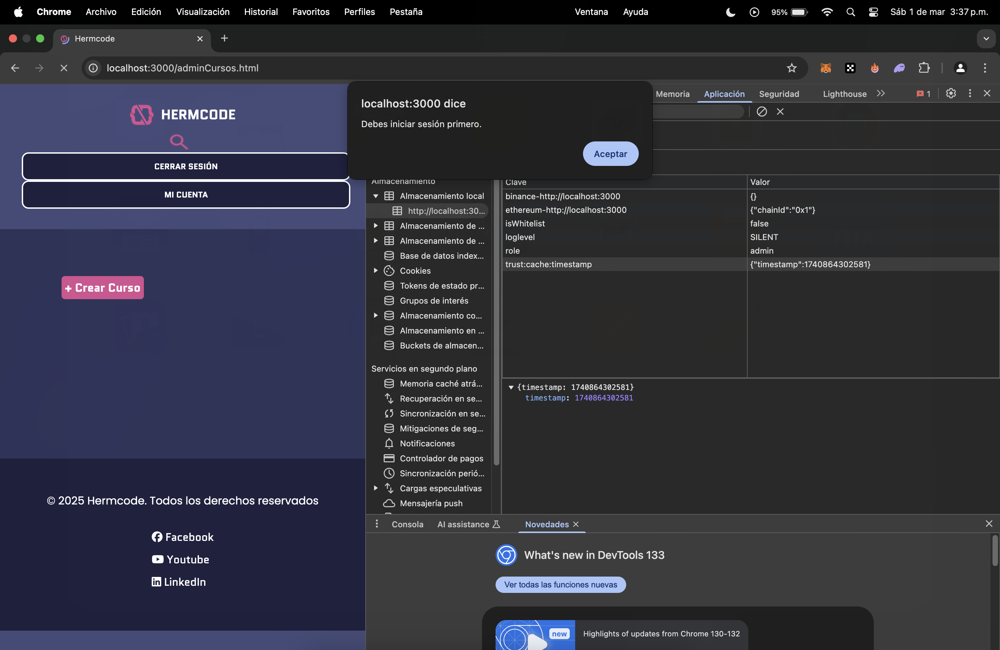 Chrome Archivo Edición Visualización Historial Favoritos Perfiles Pestaña Ventana Ayuda 95% Sáb 1 de mar 3:37 p.m.
Hermcode
localhost:3000/adminCursos.html
HERMCODE
CERRAR SESIÓN
MI CUENTA
+ Crear Curso
© 2025 Hermcode. Todos los derechos reservados
Facebook
Youtube
LinkedIn
localhost:3000 dice
Debes iniciar sesión primero.
Aceptar
Memoria Aplicación Seguridad Lighthouse 1
Almacenamiento
Almacenamiento local
http://localhost:30...
Almacenamiento de ...
Almacenamiento de ...
Base de datos index...
Cookies
Tokens de estado pr...
Grupos de interés
Almacenamiento co...
Almacenamiento en ...
Buckets de almacen...
Servicios en segundo plano
Memoria caché atrá...
Recuperación en se...
Sincronización en se...
Mitigaciones de seg...
Notificaciones
Controlador de pagos
Sincronización perió...
Cargas especulativas
Mensajería push
Clave Valor
binance-http://localhost:3000 {}
ethereum-http://localhost:3000 {"chainId":"0x1"}
isWhitelist false
loglevel SILENT
role admin
trust:cache:timestamp {"timestamp":1740864302581}
{timestamp: 1740864302581}
timestamp: 1740864302581
Consola AI assistance Novedades
What's new in DevTools 133
Ver todas las funciones nuevas
new
Highlights of updates from Chrome 130-132